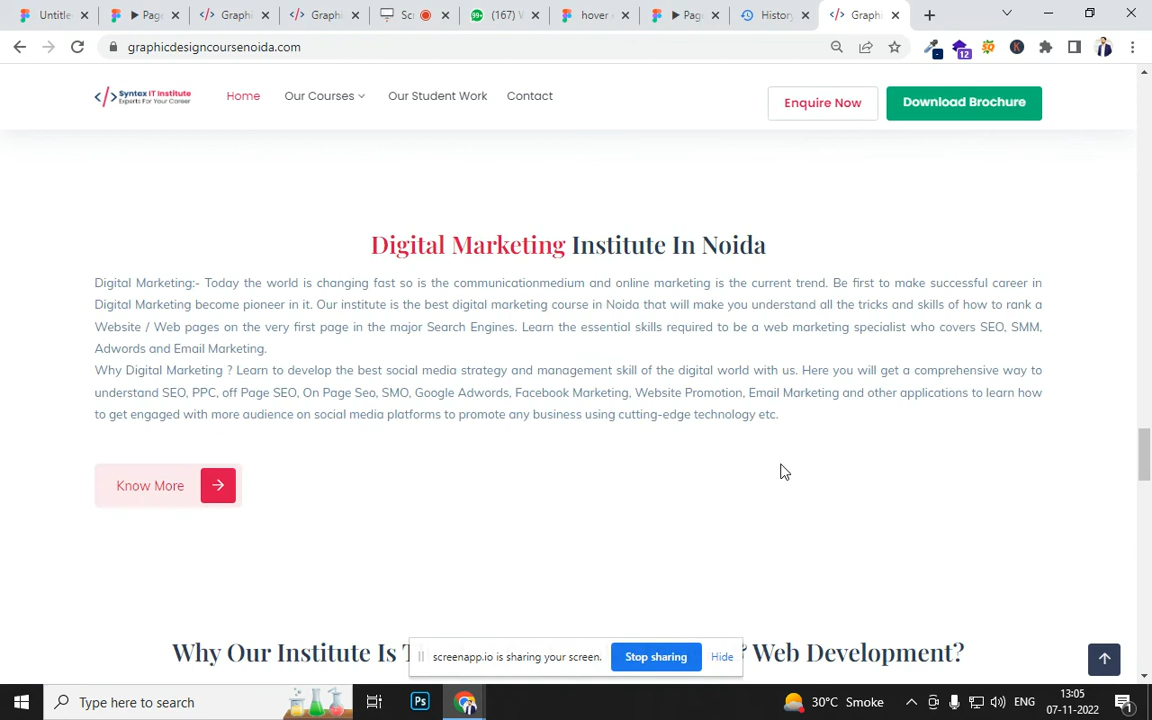 Untitle
Page
Graphi
Graphi
Scr
99+
(167) W
hover e
Page
History
Graphi
graphicdesigncoursenoida.com
12
Syntax IT Institute
Experts For Your Career
Home
Our Courses
Our Student Work
Contact
Enquire Now
Download Brochure
Digital Marketing Institute In Noida
Digital Marketing:- Today the world is changing fast so is the communicationmedium and online marketing is the current trend. Be first to make successful career in
Digital Marketing become pioneer in it. Our institute is the best digital marketing course in Noida that will make you understand all the tricks and skills of how to rank a
Website / Web pages on the very first page in the major Search Engines. Learn the essential skills required to be a web marketing specialist who covers SEO, SMM,
Adwords and Email Marketing.
Why Digital Marketing ? Learn to develop the best social media strategy and management skill of the digital world with us. Here you will get a comprehensive way to
understand SEO, PPC, off Page SEO, On Page Seo, SMO, Google Adwords, Facebook Marketing, Website Promotion, Email Marketing and other applications to learn how
to get engaged with more audience on social media platforms to promote any business using cutting-edge technology etc.
Know More
Why Our Institute Is T Web Development?
screenapp.io is sharing your screen.
Stop sharing
Hide
Type here to search
Ps
30°C Smoke
ENG
13:05
07-11-2022
1